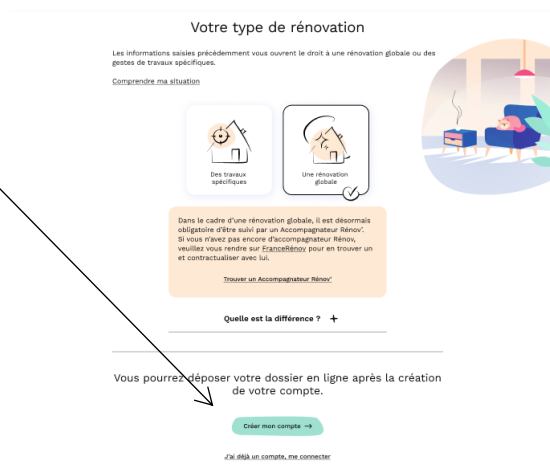 Votre type de rénovation
Les informations saisies précédemment vous ouvrent le droit à une rénovation globale ou des
gestes de travaux spécifiques.
Comprendre ma situation
Des travaux
spécifiques
Une rénovation
globale
Dans le cadre d'une rénovation globale, il est désormais
obligatoire d'être suivi par un Accompagnateur Rénov'.
Si vous n'avez pas encore d'accompagnateur Rénov,
veuillez vous rendre sur FranceRénov pour en trouver un
et contractualiser avec lui.
Trouver un Accompagnateur Rénov'
Quelle est la différence ? +
Vous pourrez déposer votre dossier en ligne après la création
de votre compte.
Créer mon compte →
J'ai déjà un compte, me connecter